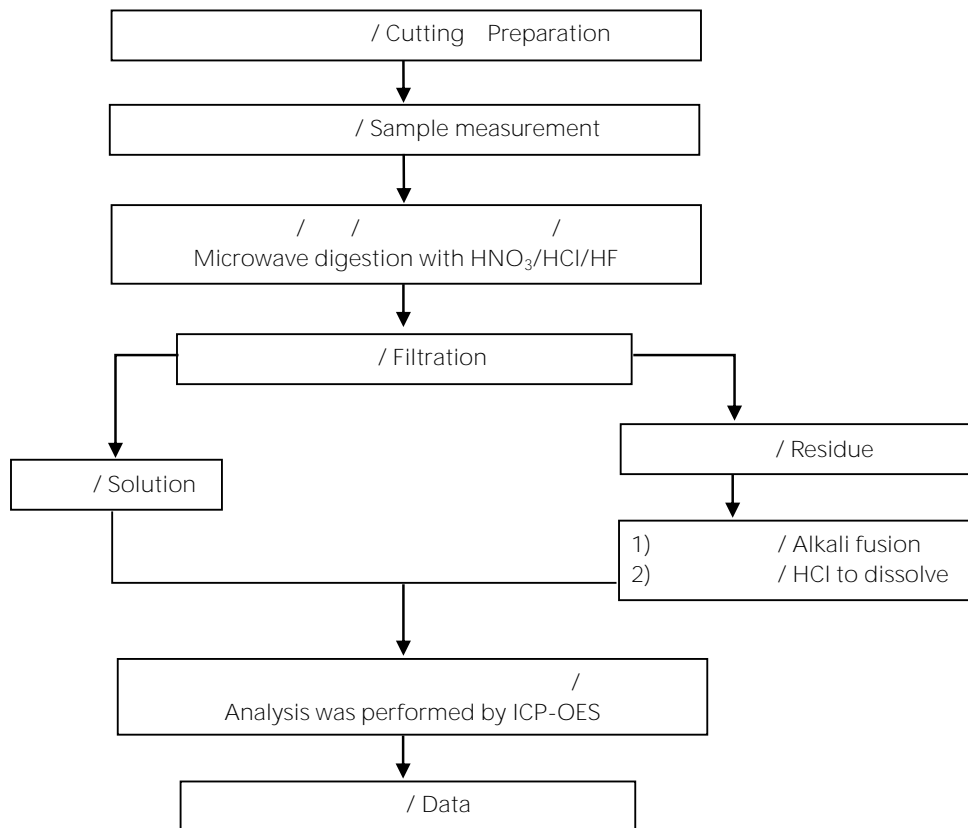 / Cutting Preparation
/ Sample measurement
/ / /
Microwave digestion with HNO₃/HCl/HF
/ Filtration
/ Solution
/ Residue
1) / Alkali fusion
2) / HCl to dissolve
/
Analysis was performed by ICP-OES
/ Data